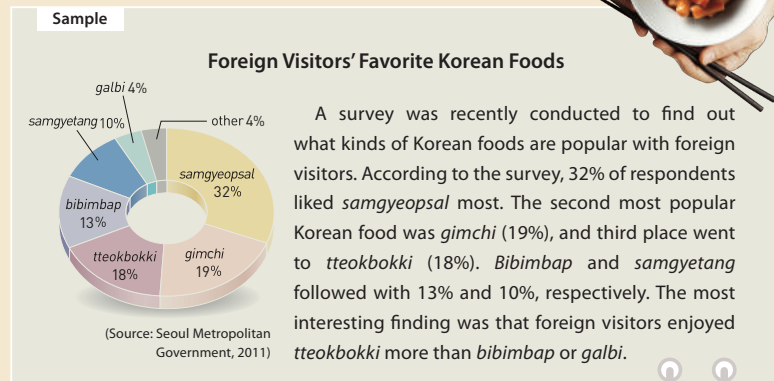 Sample
Foreign Visitors' Favorite Korean Foods
galbi 4%
samgyetang 10%
other 4%
samgyeopsal
32%
bibimbap
13%
tteokbokki
18%
gimchi
19%
(Source: Seoul Metropolitan
Government, 2011)
A survey was recently conducted to find out
what kinds of Korean foods are popular with foreign
visitors. According to the survey, 32% of respondents
liked samgyeopsal most. The second most popular
Korean food was gimchi (19%), and third place went
to tteokbokki (18%). Bibimbap and samgyetang
followed with 13% and 10%, respectively. The most
interesting finding was that foreign visitors enjoyed
tteokbokki more than bibimbap or galbi.